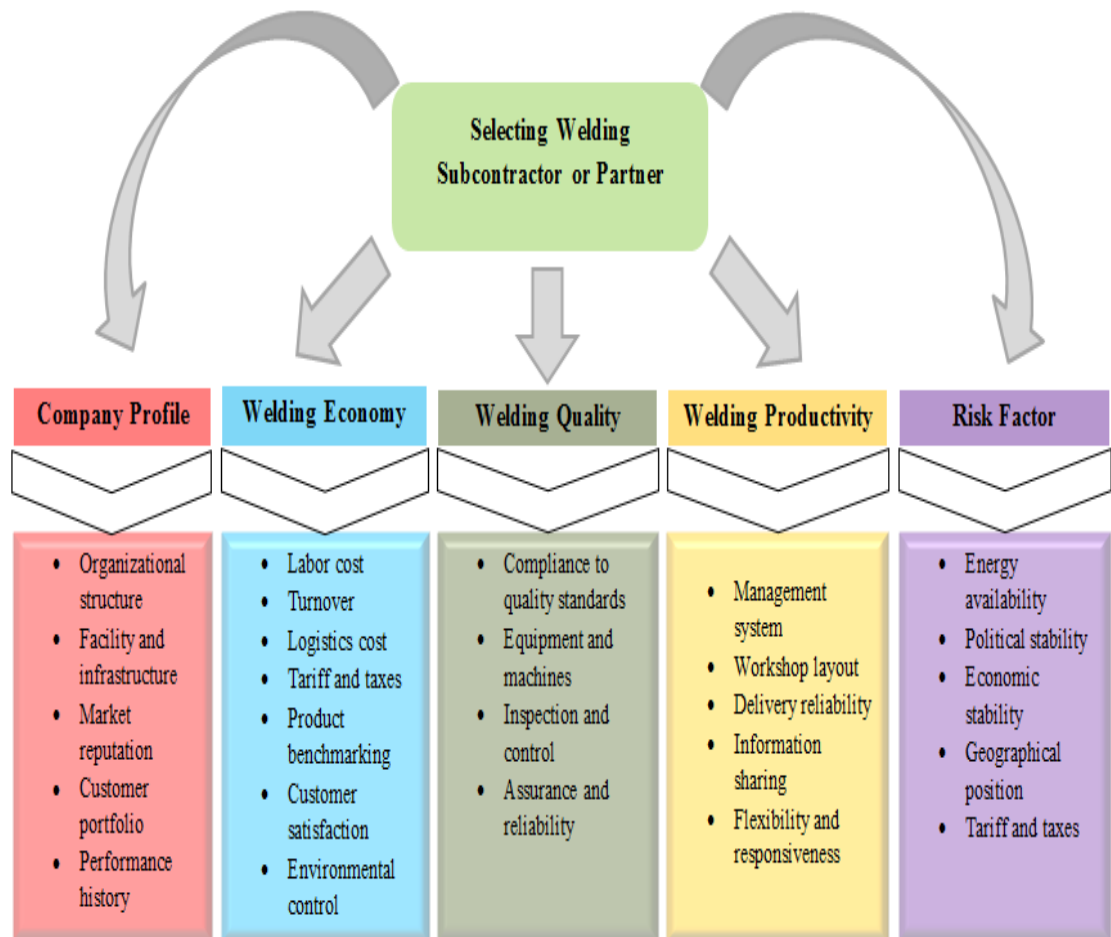 Selecting Welding
Subcontractor or Partner
Company Profile
Welding Economy
Welding Quality
Welding Productivity
Risk Factor
• Organizational
structure
• Facility and
infrastructure
• Market
reputation
• Customer
portfolio
• Performance
history
• Labor cost
• Turnover
• Logistics cost
• Tariff and taxes
• Product
benchmarking
• Customer
satisfaction
• Environmental
control
• Compliance to
quality standards
• Equipment and
machines
• Inspection and
control
• Assurance and
reliability
• Management
system
• Workshop layout
• Delivery reliability
• Information
sharing
• Flexibility and
responsiveness
• Energy
availability
• Political stability
• Economic
stability
• Geographical
position
• Tariff and taxes